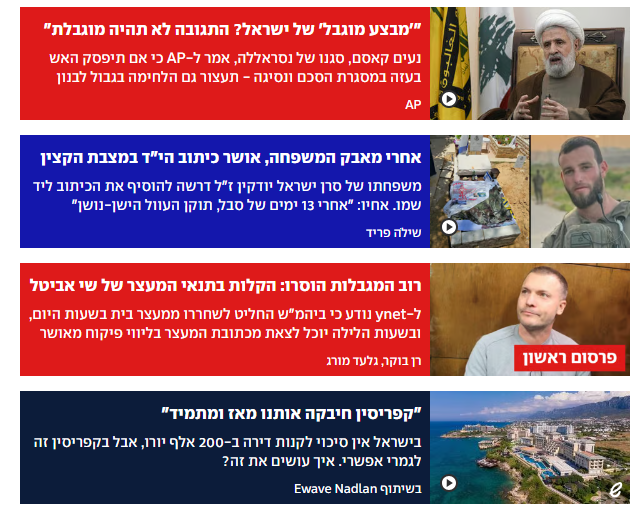 "'מבצע מוגבל' של ישראל? התגובה לא תהיה מוגבלת"
נעים קאסם, סגנו של נסראללה, אמר ל-AP כי אם תיפסק האש
בעזה במסגרת הסכם ונסיגה - תעצור גם הלחימה בגבול לבנון
AP
אחרי מאבק המשפחה, אושר כיתוב הי"ד במצבת הקצין
משפחתו של סרן ישראל יודקין ז"ל דרשה להוסיף את הכיתוב ליד
שמו. אחיו: "אחרי 13 ימים של סבל, תוקן העוול הישן-נושן"
שילה פריד
רוב המגבלות הוסרו: הקלות בתנאי המעצר של שי אביטל
ל-ynet נודע כי ביהמ"ש החליט לשחררו ממעצר בית בשעות היום,
ובשעות הלילה יוכל לצאת מכתובת המעצר בליווי פיקוח מאושר
רן בוקר, גלעד מורג
פרסום ראשון
"קפריסין חיבקה אותנו מאז ומתמיד"
בישראל אין סיכוי לקנות דירה ב-200 אלף יורו, אבל בקפריסין זה
לגמרי אפשרי. איך עושים את זה?
בשיתוף Ewave Nadlan